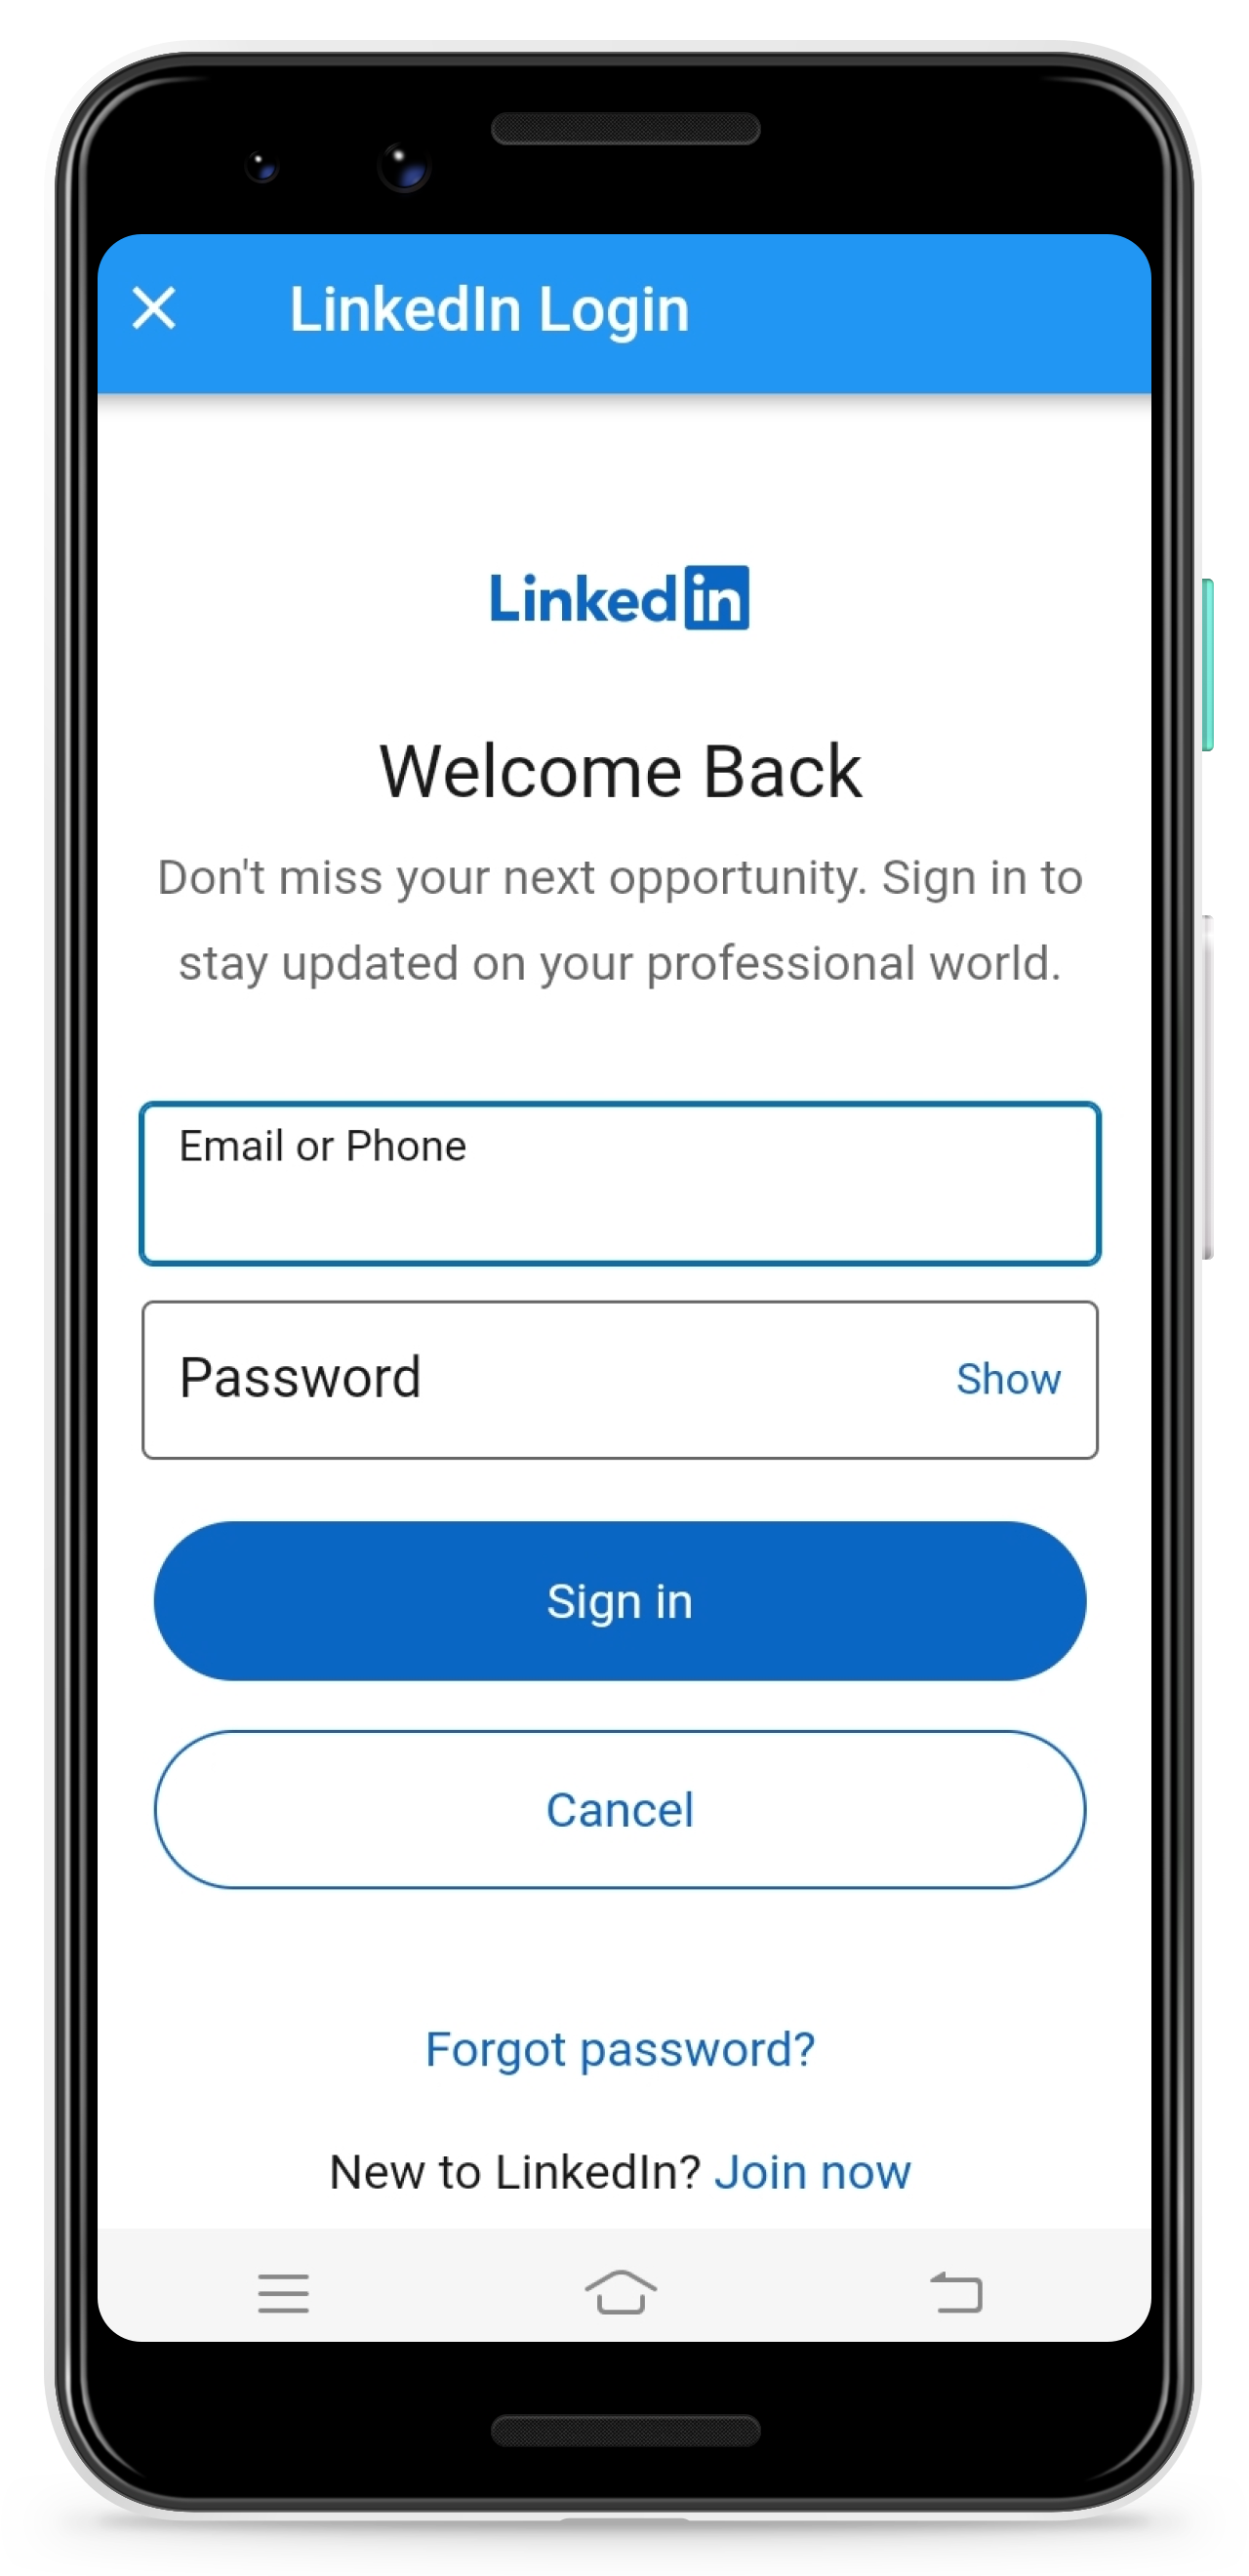 LinkedIn Login
Linkedin
Welcome Back
Don't miss your next opportunity. Sign in to
stay updated on your professional world.
Email or Phone
Password Show
Sign in
Cancel
Forgot password?
New to LinkedIn? Join now